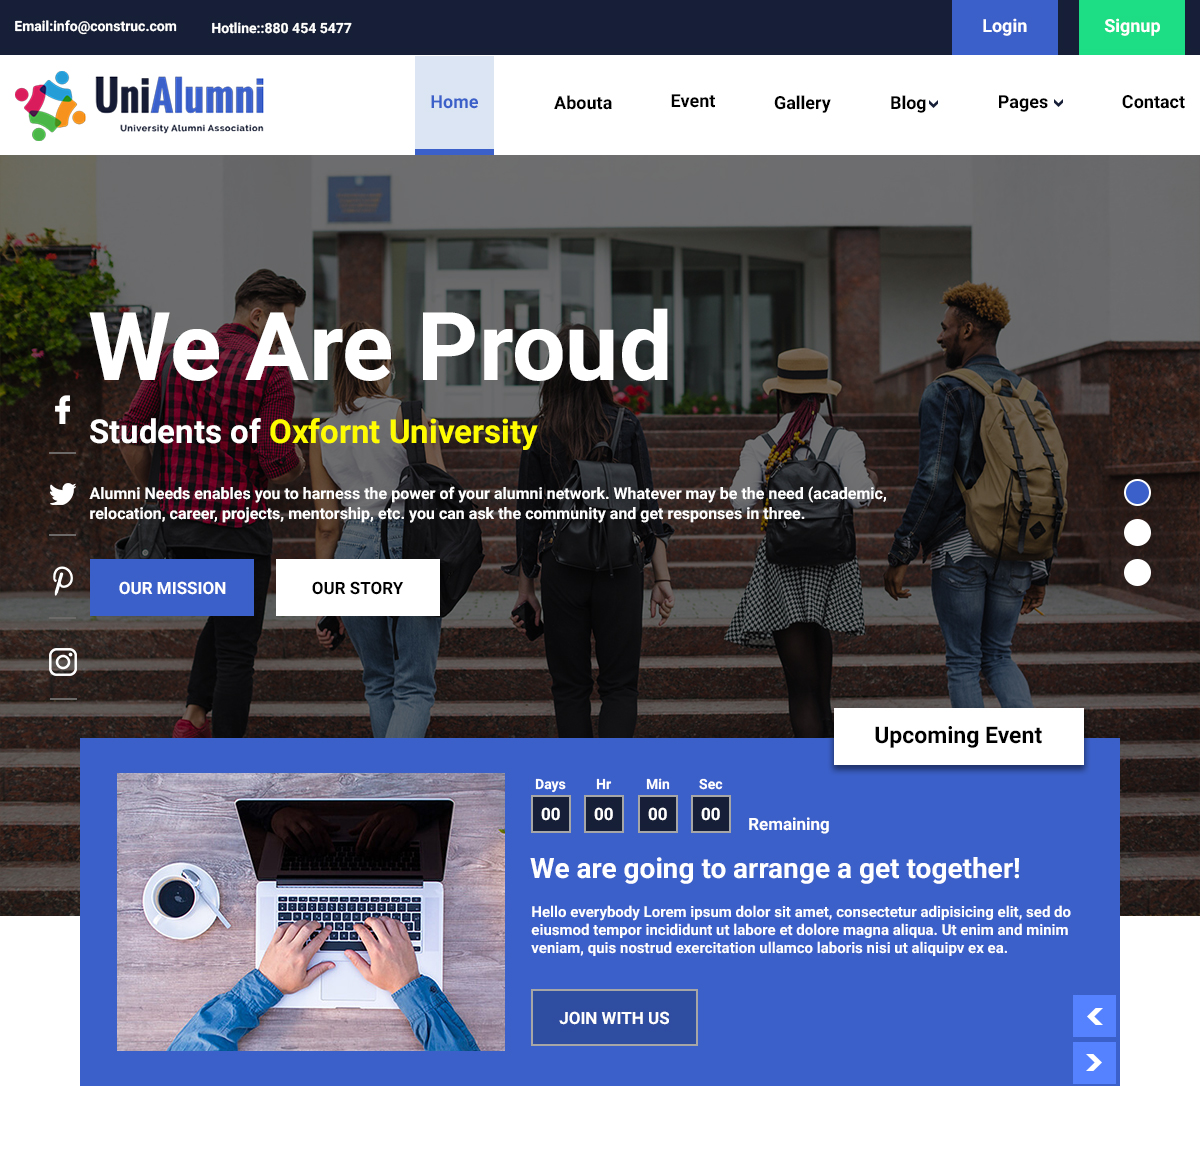 Email:info@construc.com
Hotline::880 454 5477
Login
Signup
UniAlumni
University Alumni Association
Home
Abouta
Event
Gallery
Blog
Pages
Contact
We Are Proud
Students of Oxfornt University
Alumni Needs enables you to harness the power of your alumni network. Whatever may be the need (academic,
relocation, career, projects, mentorship, etc. you can ask the community and get responses in three.
OUR MISSION
OUR STORY
Upcoming Event
Days
Hr
Min
Sec
00
00
00
00
Remaining
We are going to arrange a get together!
Hello everybody Lorem ipsum dolor sit amet, consectetur adipisicing elit, sed do
eiusmod tempor incididunt ut labore et dolore magna aliqua. Ut enim and minim
veniam, quis nostrud exercitation ullamco laboris nisi ut aliquipv ex ea.
JOIN WITH US